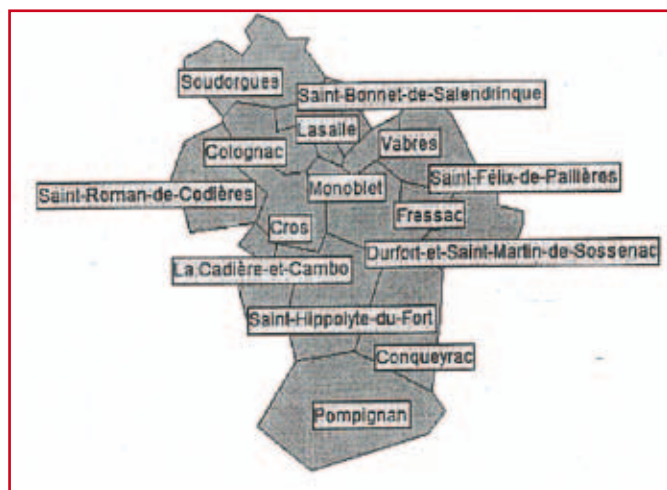 Soudorgues
Saint-Bonnet-de-Salendrinque
Lasalle
Vabres
Colognac
Saint-Félix-de-Pallières
Saint-Roman-de-Codières
Monoblet
Fressac
Cros
Durfort-et-Saint-Martin-de-Sossenac
La Cadière-et-Cambo
Saint-Hippolyte-du-Fort
Conqueyrac
Pompignan